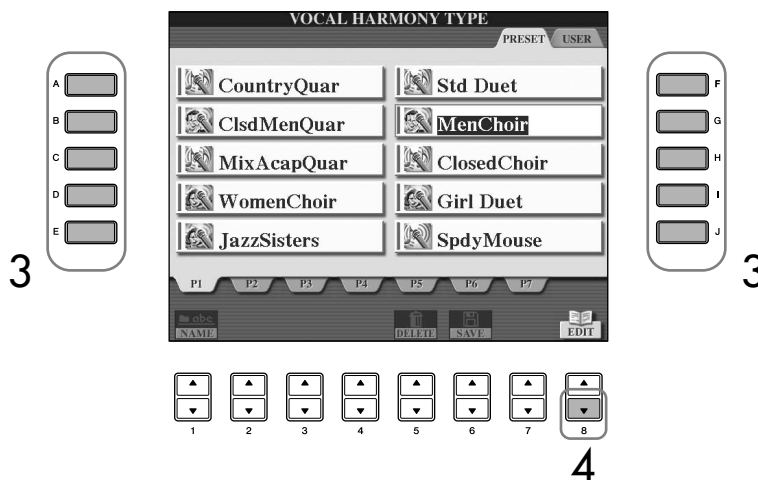 VOCAL HARMONY TYPE
PRESET USER
A CountryQuar Std Duet F
B ClsdMenQuar MenChoir G
C MixAcapQuar ClosedChoir H
D WomenChoir Girl Duet I
E JazzSisters SpdyMouse J
3 3
P1 P2 P3 P4 P5 P6 P7
abc
NAME DELETE SAVE EDIT
1 2 3 4 5 6 7 8
4